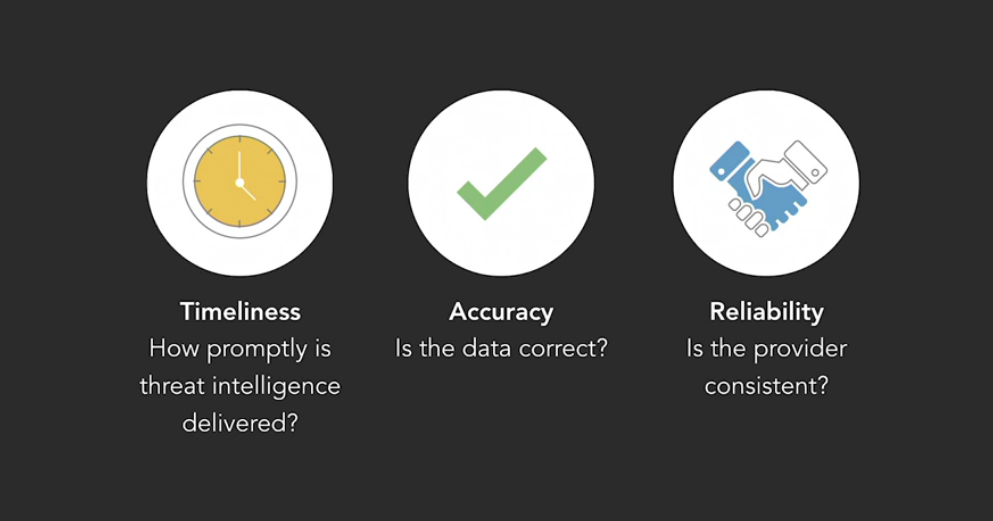 Timeliness
How promptly is
threat intelligence
delivered?
Accuracy
Is the data correct?
Reliability
Is the provider
consistent?